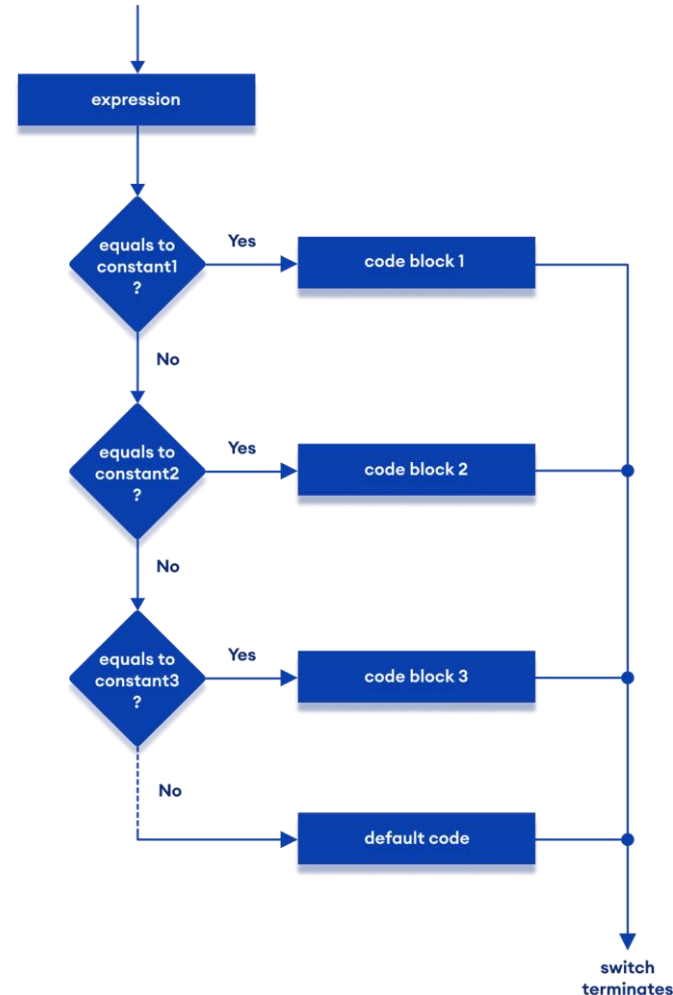 expression
equals to
constant1
?
Yes
code block 1
No
equals to
constant2
?
Yes
code block 2
No
equals to
constant3
?
Yes
code block 3
No
default code
switch
terminates